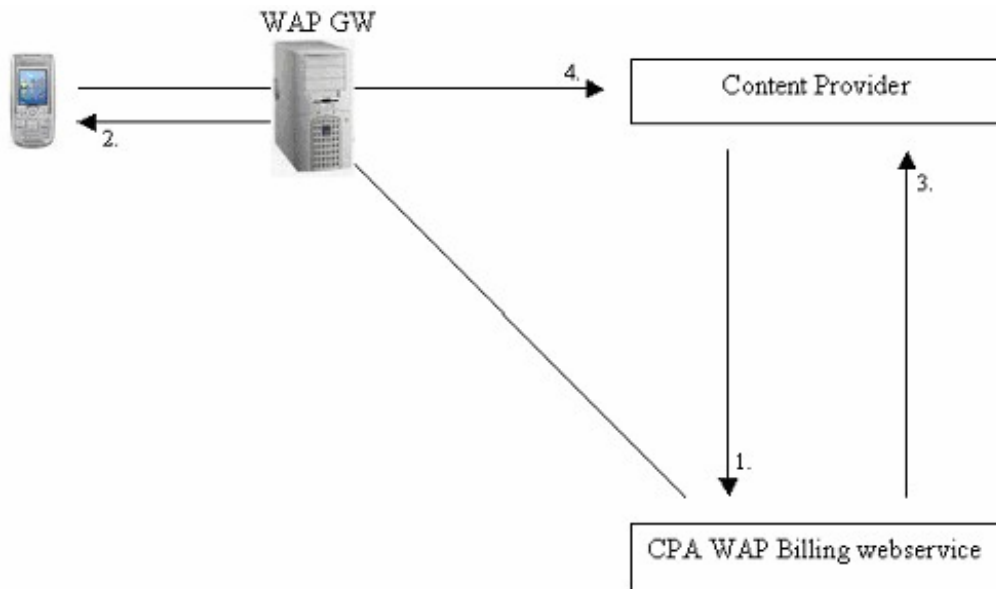 WAP GW
4.
Content Provider
2.
3.
1.
CPA WAP Billing webservice